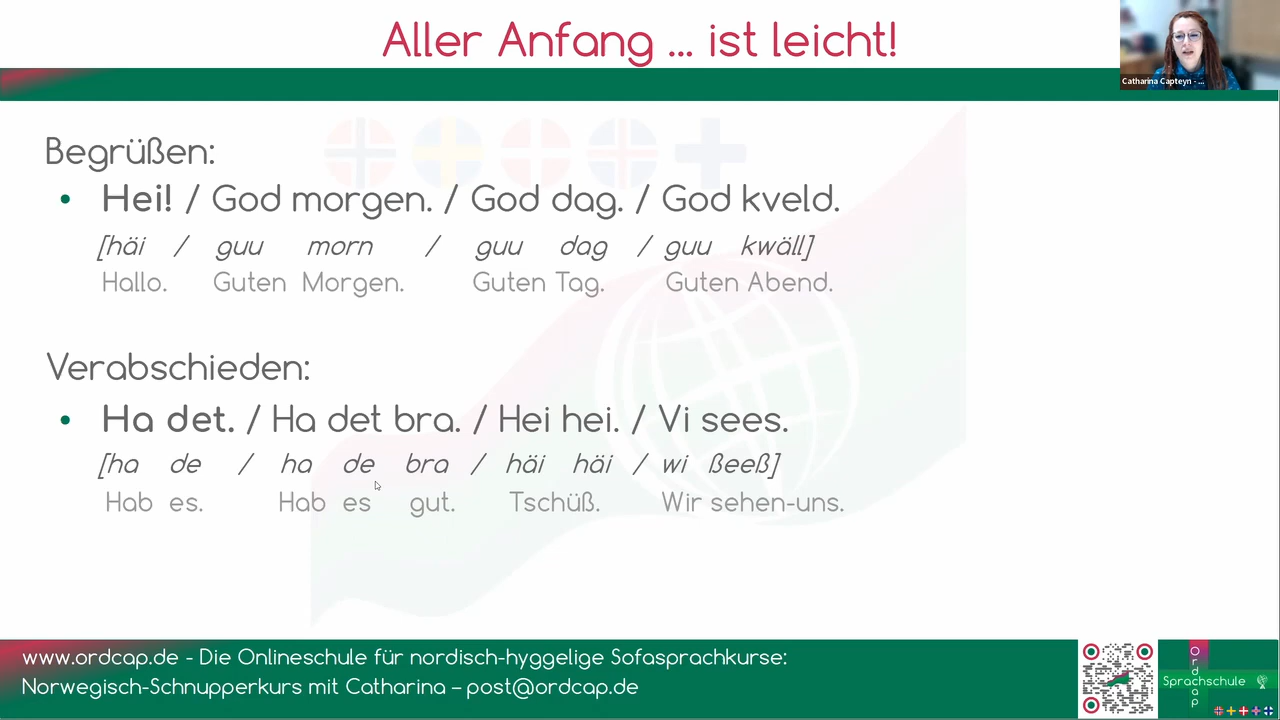 Aller Anfang ... ist leicht!
Catharina Capteyn - ...
Begrüßen:
• Hei! / God morgen. / God dag. / God kveld.
[häi / guu morn / guu dag / guu kwäll]
Hallo. Guten Morgen. Guten Tag. Guten Abend.
Verabschieden:
• Ha det. / Ha det bra. / Hei hei. / Vi sees.
[ha de / ha de bra / häi häi / wi ßeeß]
Hab es. Hab es gut. Tschüß. Wir sehen-uns.
www.ordcap.de - Die Onlineschule für nordisch-hyggelige Sofasprachkurse:
Norwegisch-Schnupperkurs mit Catharina – post@ordcap.de
Ordcap
Sprachschule